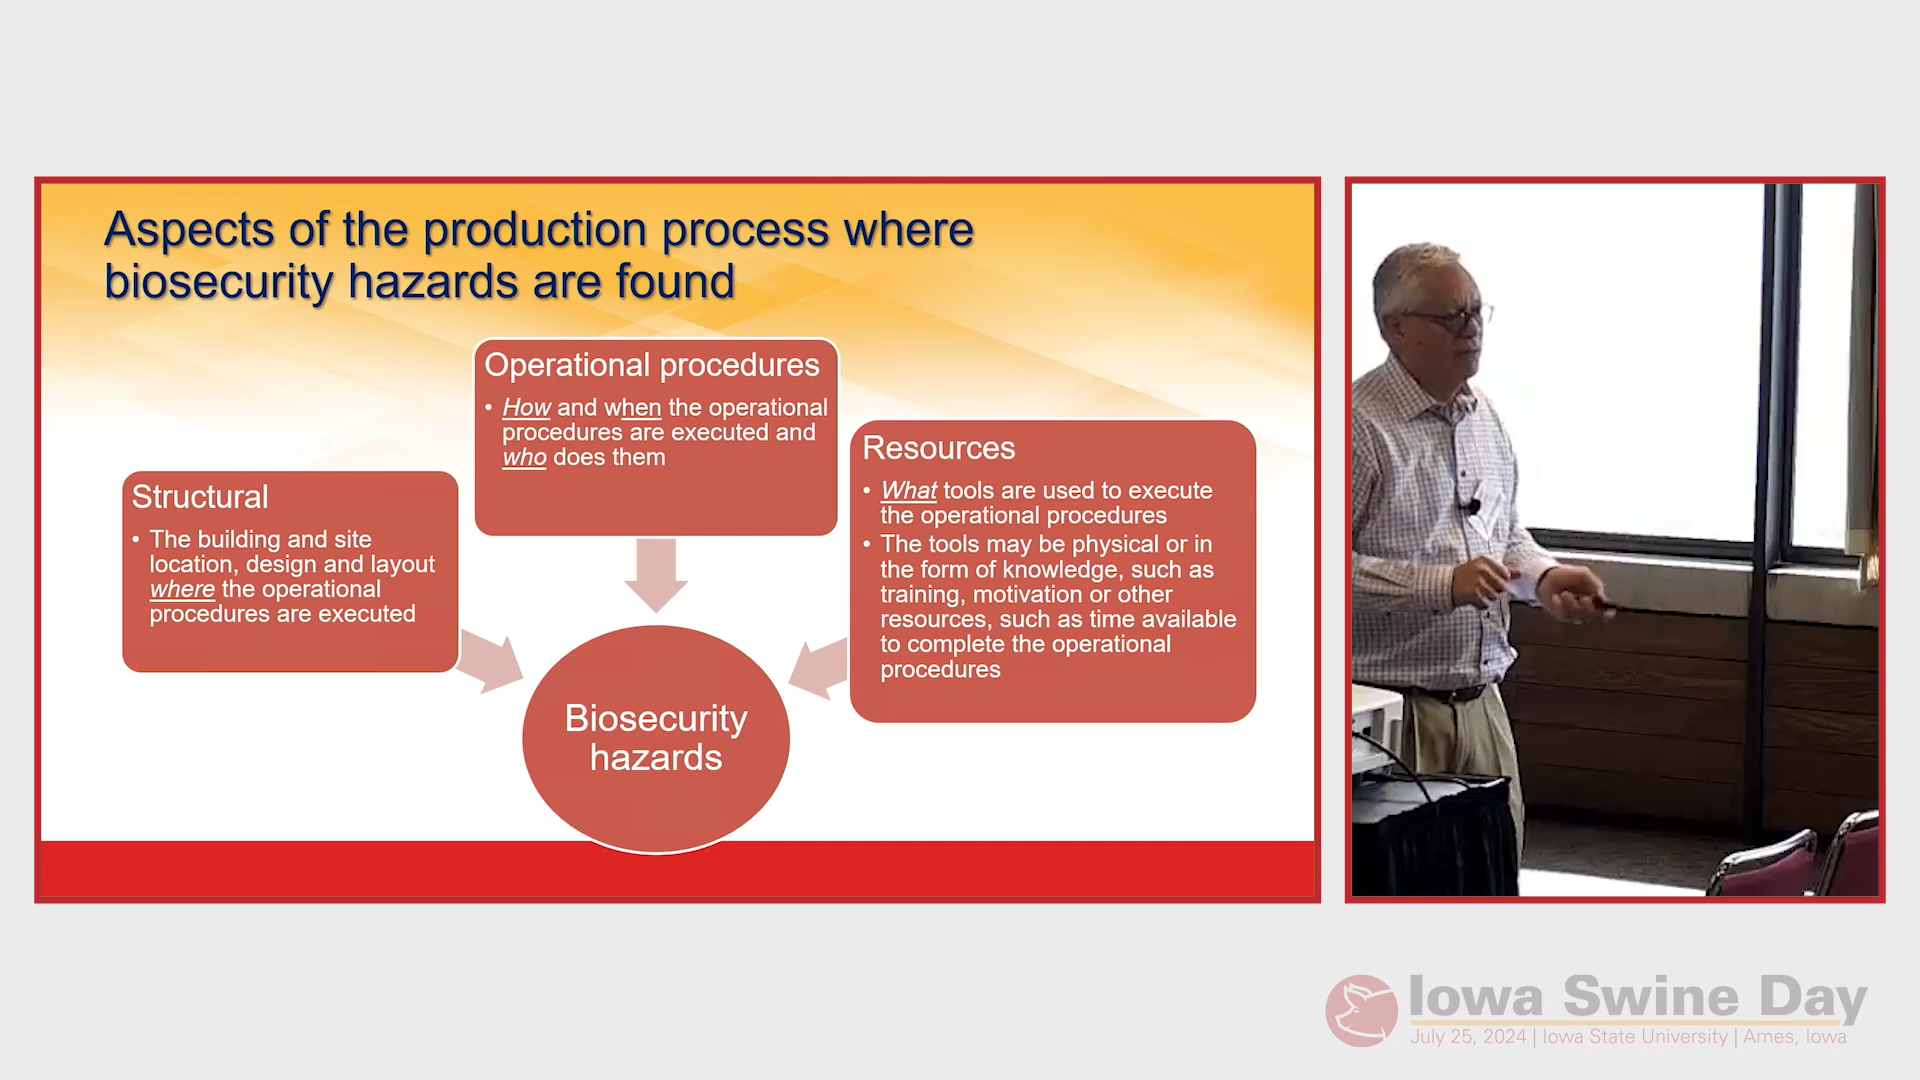 Aspects of the production process where
biosecurity hazards are found
Operational procedures
• How and when the operational
procedures are executed and
who does them
Resources
• What tools are used to execute
the operational procedures
• The tools may be physical or in
the form of knowledge, such as
training, motivation or other
resources, such as time available
to complete the operational
procedures
Structural
• The building and site
location, design and layout
where the operational
procedures are executed
Biosecurity
hazards
Iowa Swine Day
July 25, 2024 | Iowa State University | Ames, Iowa